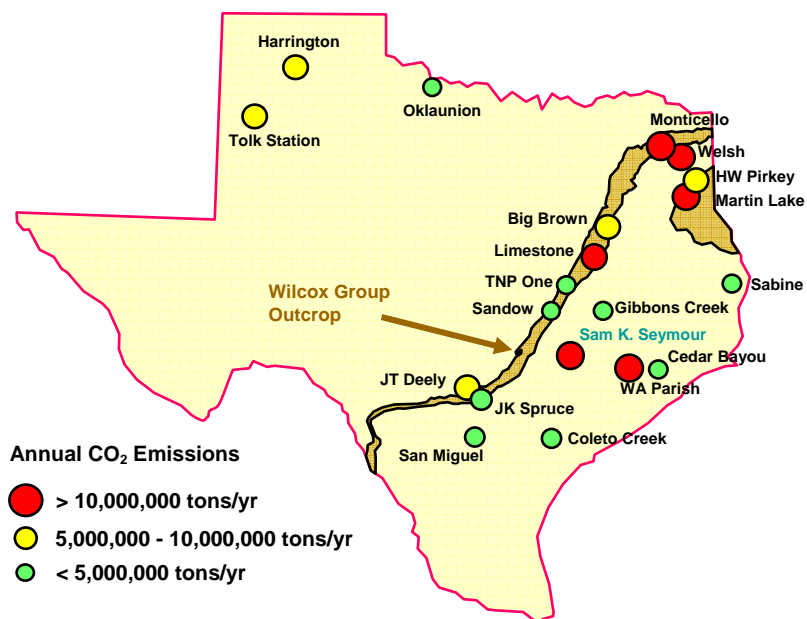 Harrington
Oklaunion
Tolk Station
Monticello
Welsh
HW Pirkey
Martin Lake
Big Brown
Limestone
TNP One
Sabine
Wilcox Group
Outcrop
Sandow
Gibbons Creek
Sam K. Seymour
Cedar Bayou
WA Parish
JT Deely
JK Spruce
San Miguel
Coleto Creek
Annual CO₂ Emissions
> 10,000,000 tons/yr
5,000,000 - 10,000,000 tons/yr
< 5,000,000 tons/yr